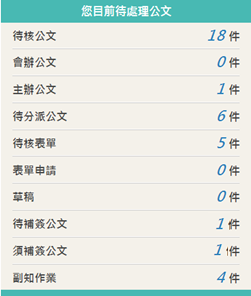 您目前待處理公文
待核公文 18 件
會辦公文 0 件
主辦公文 1 件
待分派公文 6 件
待核表單 5 件
表單申請 0 件
草稿 0 件
待補簽公文 1 件
須補簽公文 1 件
副知作業 4 件